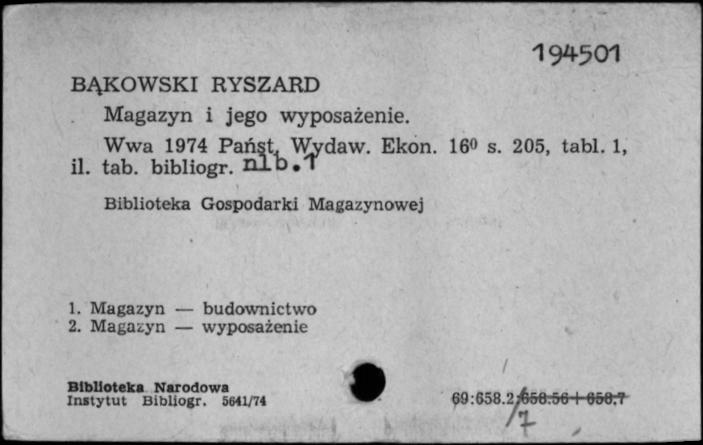 194501
BĄKOWSKI RYSZARD
Magazyn i jego wyposażenie.
Wwa 1974 Państ. Wydaw. Ekon. 16⁰ s. 205, tabl. 1,
il. tab. bibliogr. nlb.1
Biblioteka Gospodarki Magazynowej
1. Magazyn — budownictwo
2. Magazyn — wyposażenie
Biblioteka Narodowa
Instytut Bibliogr. 5641/74
69:658.2/658.56+658.7
/7